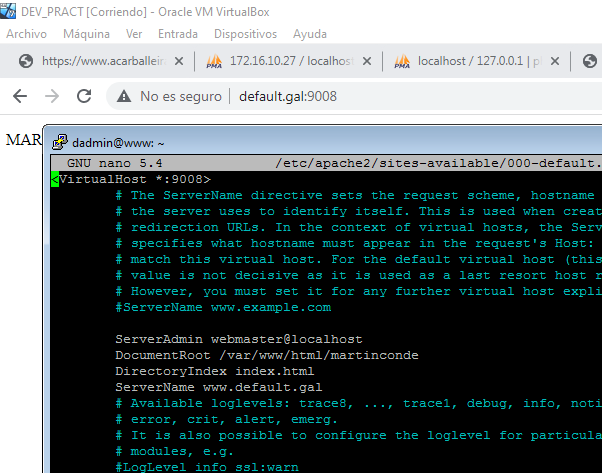 DEV_PRACT [Corriendo] - Oracle VM VirtualBox
Archivo Máquina Ver Entrada Dispositivos Ayuda
https://www.acarballeir 172.16.10.27 / localhost localhost / 127.0.0.1 | pl
No es seguro default.gal:9008
MAR
dadmin@www: ~
GNU nano 5.4 /etc/apache2/sites-available/000-default.
<VirtualHost *:9008>
# The ServerName directive sets the request scheme, hostname
# the server uses to identify itself. This is used when creat
# redirection URLs. In the context of virtual hosts, the Serv
# specifies what hostname must appear in the request's Host:
# match this virtual host. For the default virtual host (this
# value is not decisive as it is used as a last resort host r
# However, you must set it for any further virtual host expli
#ServerName www.example.com
ServerAdmin webmaster@localhost
DocumentRoot /var/www/html/martinconde
DirectoryIndex index.html
ServerName www.default.gal
# Available loglevels: trace8, ..., trace1, debug, info, noti
# error, crit, alert, emerg.
# It is also possible to configure the loglevel for particula
# modules, e.g.
#LogLevel info ssl:warn